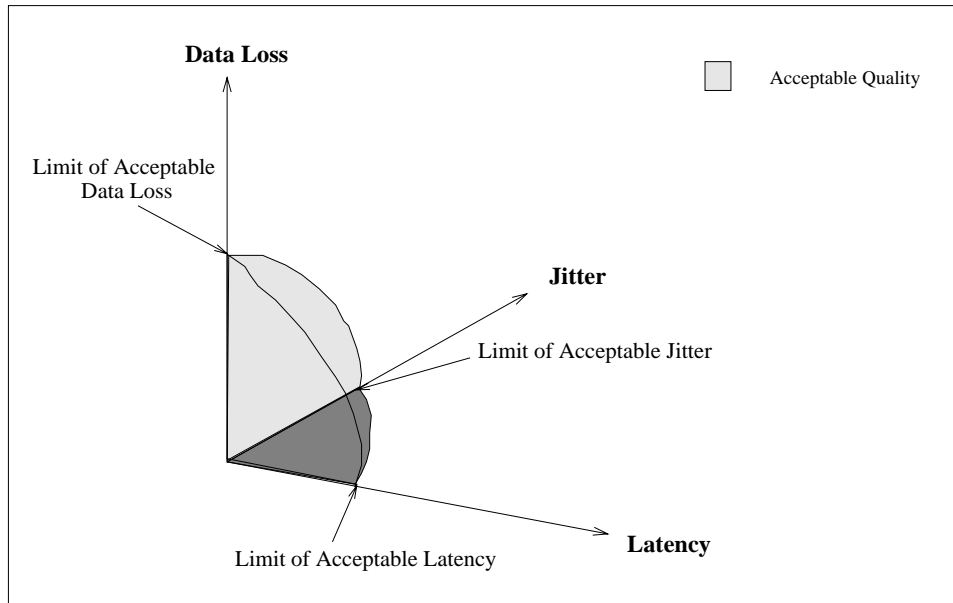 Data Loss
Acceptable Quality
Limit of Acceptable
Data Loss
Jitter
Limit of Acceptable Jitter
Latency
Limit of Acceptable Latency